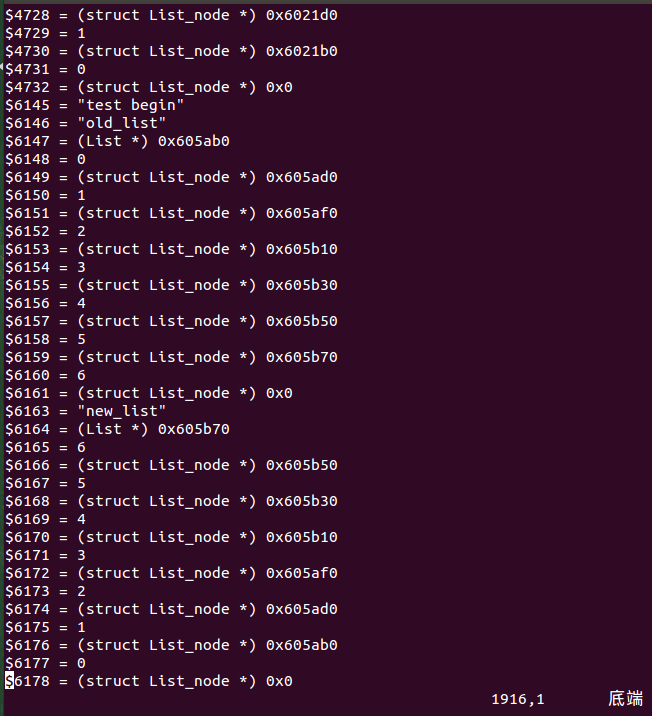 $4728 = (struct List_node *) 0x6021d0
$4729 = 1
$4730 = (struct List_node *) 0x6021b0
$4731 = 0
$4732 = (struct List_node *) 0x0
$6145 = "test begin"
$6146 = "old_list"
$6147 = (List *) 0x605ab0
$6148 = 0
$6149 = (struct List_node *) 0x605ad0
$6150 = 1
$6151 = (struct List_node *) 0x605af0
$6152 = 2
$6153 = (struct List_node *) 0x605b10
$6154 = 3
$6155 = (struct List_node *) 0x605b30
$6156 = 4
$6157 = (struct List_node *) 0x605b50
$6158 = 5
$6159 = (struct List_node *) 0x605b70
$6160 = 6
$6161 = (struct List_node *) 0x0
$6163 = "new_list"
$6164 = (List *) 0x605b70
$6165 = 6
$6166 = (struct List_node *) 0x605b50
$6167 = 5
$6168 = (struct List_node *) 0x605b30
$6169 = 4
$6170 = (struct List_node *) 0x605b10
$6171 = 3
$6172 = (struct List_node *) 0x605af0
$6173 = 2
$6174 = (struct List_node *) 0x605ad0
$6175 = 1
$6176 = (struct List_node *) 0x605ab0
$6177 = 0
$6178 = (struct List_node *) 0x0
1916,1 底端